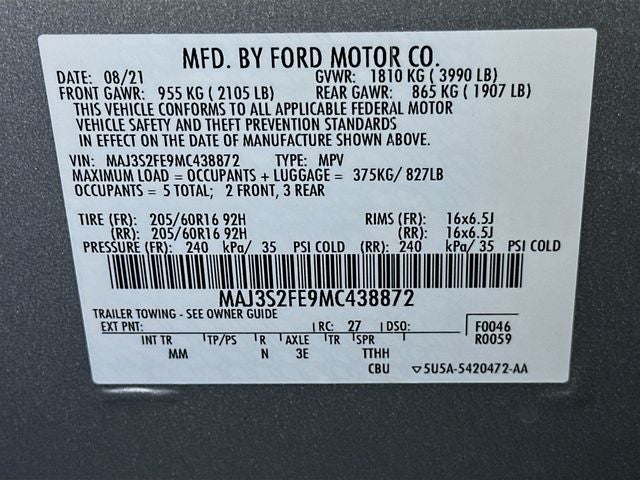 MFD. BY FORD MOTOR CO.
DATE: 08/21 GVWR: 1810 KG ( 3990 LB)
FRONT GAWR: 955 KG ( 2105 LB) REAR GAWR: 865 KG ( 1907 LB)
THIS VEHICLE CONFORMS TO ALL APPLICABLE FEDERAL MOTOR
VEHICLE SAFETY AND THEFT PREVENTION STANDARDS
IN EFFECT ON THE DATE OF MANUFACTURE SHOWN ABOVE.
VIN: MAJ3S2FE9MC438872 TYPE: MPV
MAXIMUM LOAD = OCCUPANTS + LUGGAGE = 375KG/ 827LB
OCCUPANTS = 5 TOTAL; 2 FRONT, 3 REAR
TIRE (FR): 205/60R16 92H RIMS (FR): 16x6.5J
(RR): 205/60R16 92H (RR): 16x6.5J
PRESSURE (FR): 240 kPa/ 35 PSI COLD (RR): 240 kPa/ 35 PSI COLD
MAJ3S2FE9MC438872
TRAILER TOWING - SEE OWNER GUIDE
EXT PNT: RC: 27 DSO: F0046
R0059
INT TR TP/PS R AXLE TR SPR
MM N 3E TTHH
CBU ▽5U5A-5420472-AA